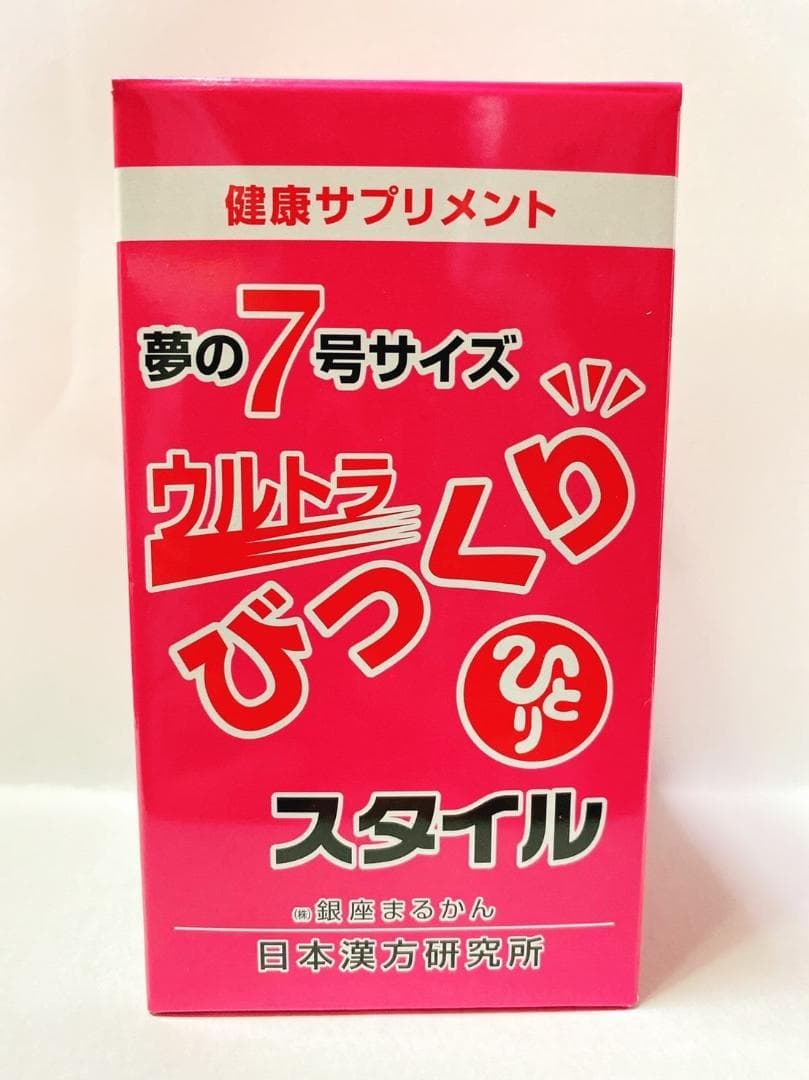 健康サプリメント
夢の7号サイズ
ウルトラ
びっくり
ひとり
スタイル
㈱銀座まるかん
日本漢方研究所